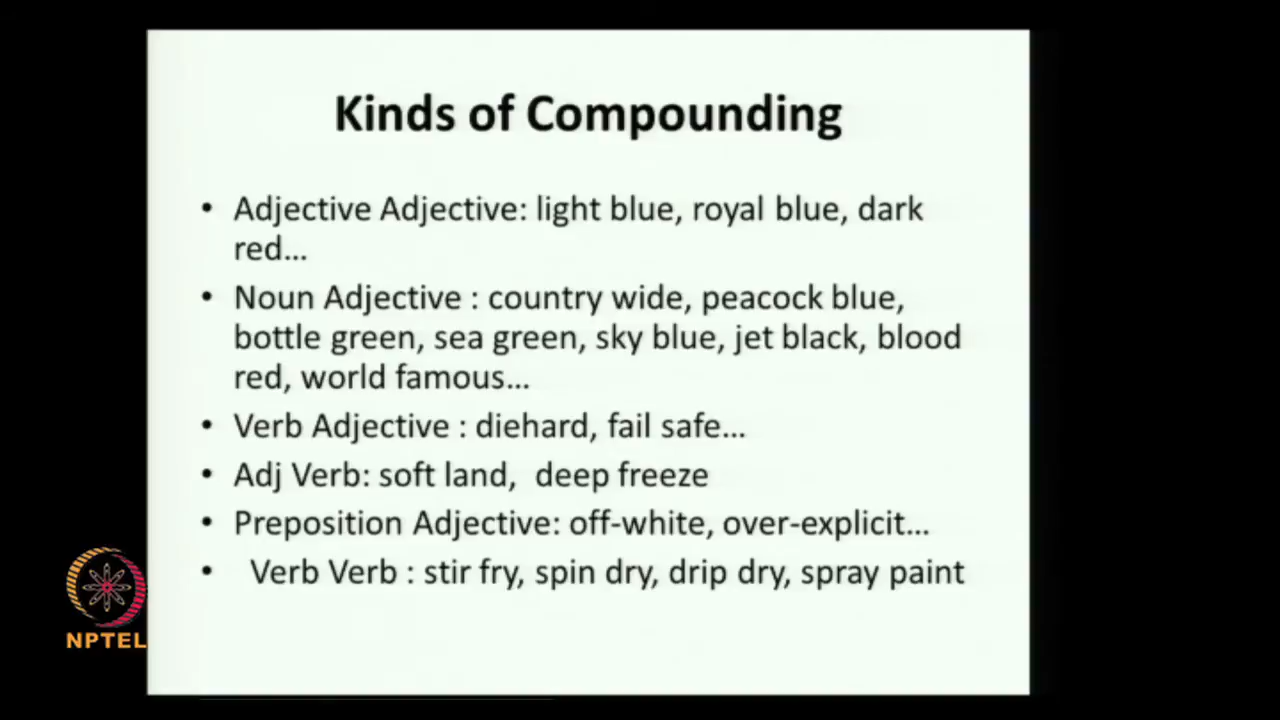 Kinds of Compounding
• Adjective Adjective: light blue, royal blue, dark
red...
• Noun Adjective : country wide, peacock blue,
bottle green, sea green, sky blue, jet black, blood
red, world famous...
• Verb Adjective : diehard, fail safe...
• Adj Verb: soft land,  deep freeze
• Preposition Adjective: off-white, over-explicit...
• Verb Verb : stir fry, spin dry, drip dry, spray paint
NPTEL